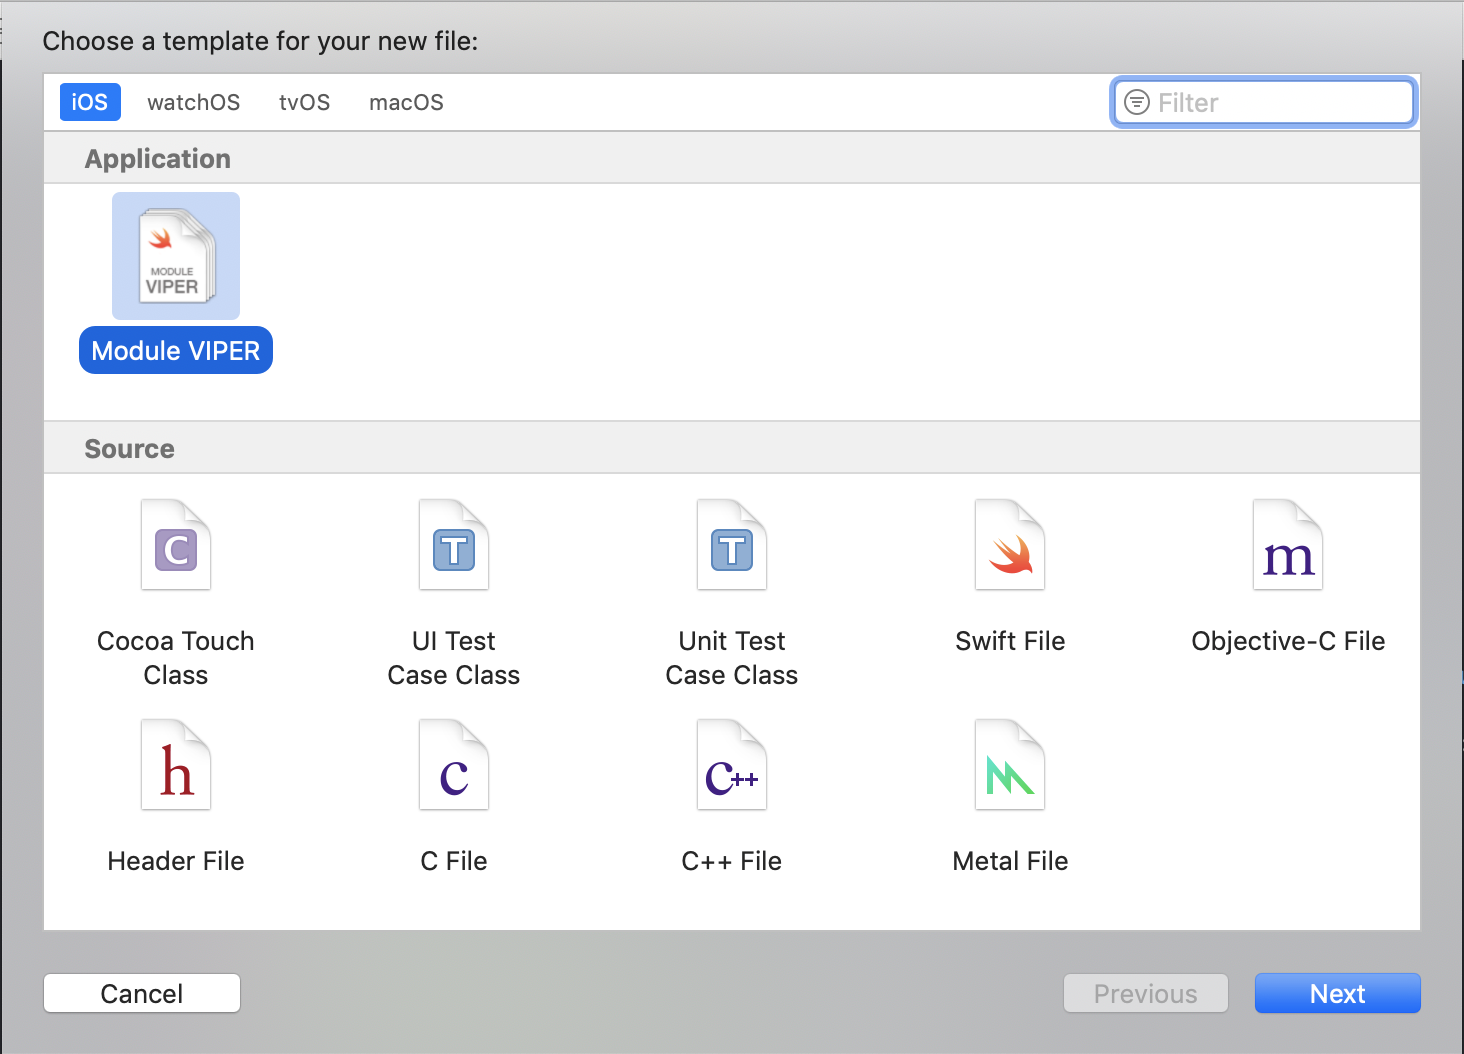 Choose a template for your new file:
iOS watchOS tvOS macOS Filter
Application
MODULE
VIPER
Module VIPER
Source
C T T m
Cocoa Touch
Class
UI Test
Case Class
Unit Test
Case Class
Swift File
Objective-C File
h c C++
Header File
C File
C++ File
Metal File
Cancel Previous Next